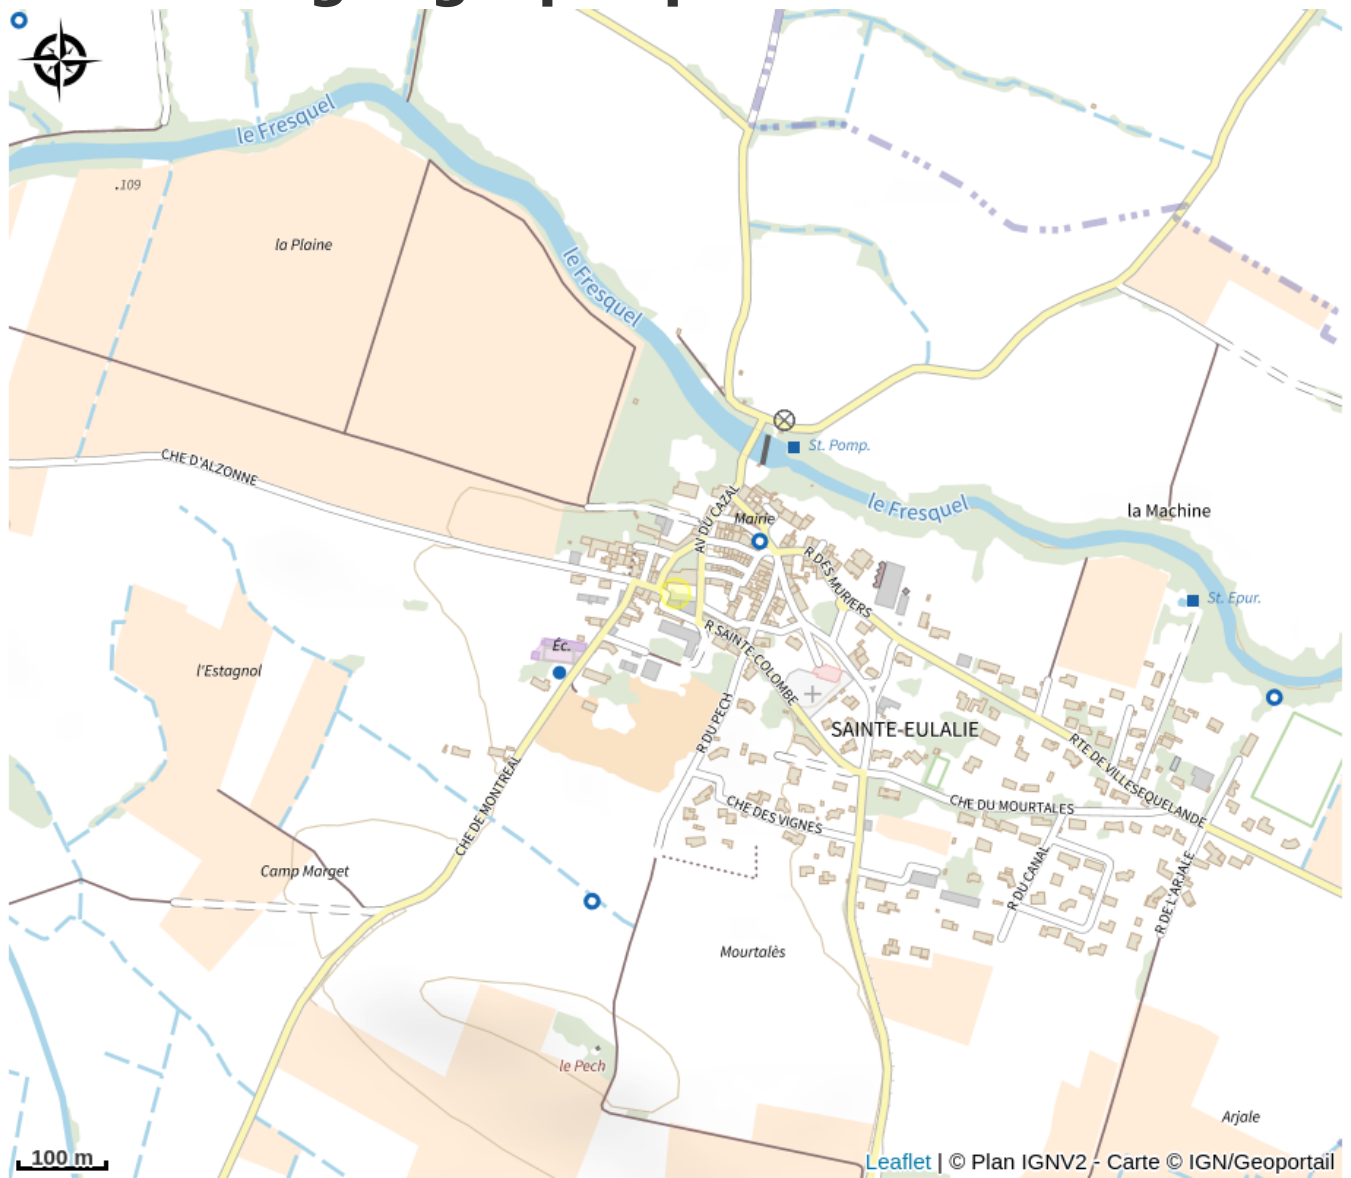 le Fresquel
.109
la Plaine
le Fresquel
St. Pomp.
CHE D'ALZONNE
AV DU CAZAL
Mairie
le Fresquel
la Machine
R DES MURIERS
St. Epur.
R SAINTE-COLOMBE
Éc.
l'Estagnol
R DU PECH
SAINTE-EULALIE
RTE DE VILLESEQUELANDE
CHE DE MONTREAL
CHE DES VIGNES
CHE DU MOURTALES
R DU CANAL
R DE L'ARJALE
Camp Marget
Mourtalès
le Pech
Arjale
100 m
Leaflet | © Plan IGNV2 - Carte © IGN/Geoportail